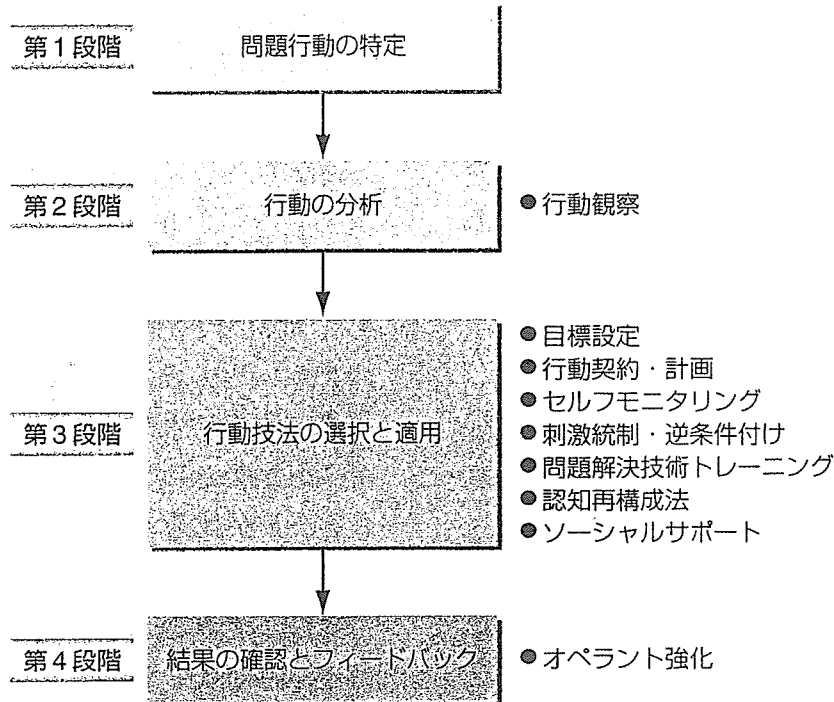 第1段階
問題行動の特定
第2段階
行動の分析
●行動観察
第3段階
行動技法の選択と適用
●目標設定
●行動契約・計画
●セルフモニタリング
●刺激統制・逆条件付け
●問題解決技術トレーニング
●認知再構成法
●ソーシャルサポート
第4段階
結果の確認とフィードバック
●オペラント強化